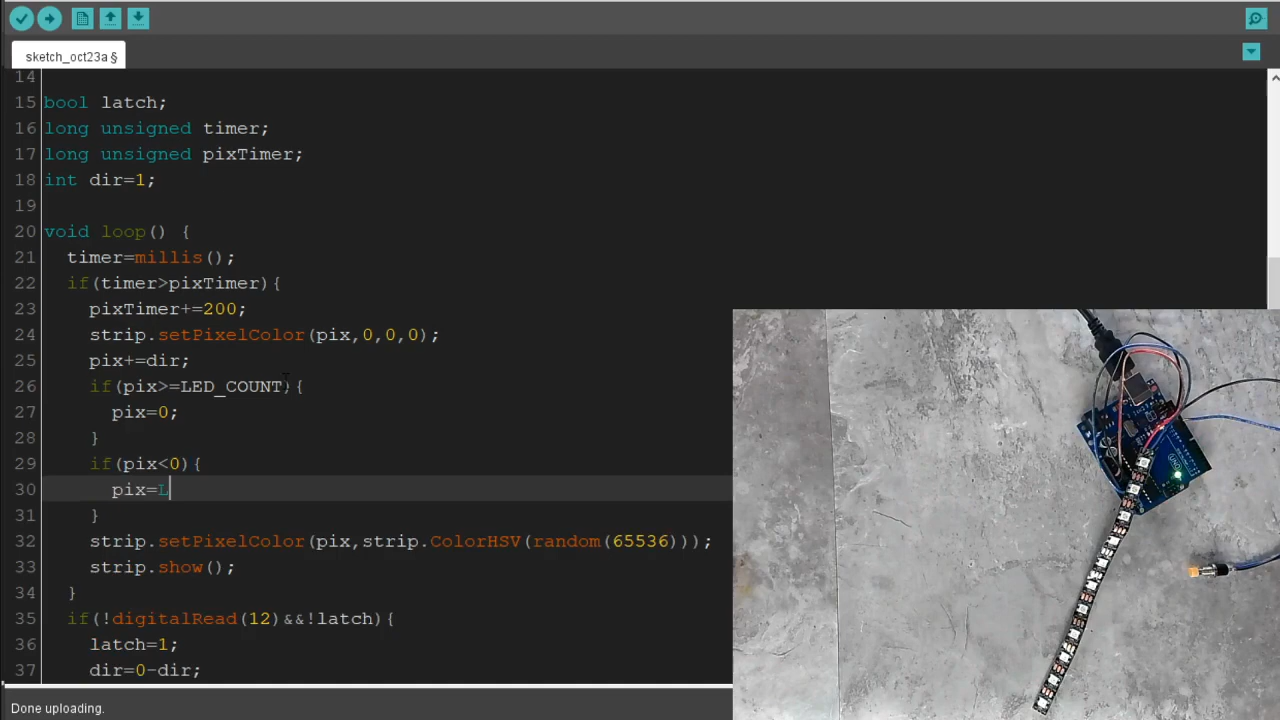 sketch_oct23a §
14
15 bool latch;
16 long unsigned timer;
17 long unsigned pixTimer;
18 int dir=1;
19
20 void loop() {
21 timer=millis();
22 if(timer>pixTimer){
23 pixTimer+=200;
24 strip.setPixelColor(pix,0,0,0);
25 pix+=dir;
26 if(pix>=LED_COUNT){
27 pix=0;
28 }
29 if(pix<0){
30 pix=L
31 }
32 strip.setPixelColor(pix,strip.ColorHSV(random(65536)));
33 strip.show();
34 }
35 if(!digitalRead(12)&&!latch){
36 latch=1;
37 dir=0-dir;
Done uploading.
UNO